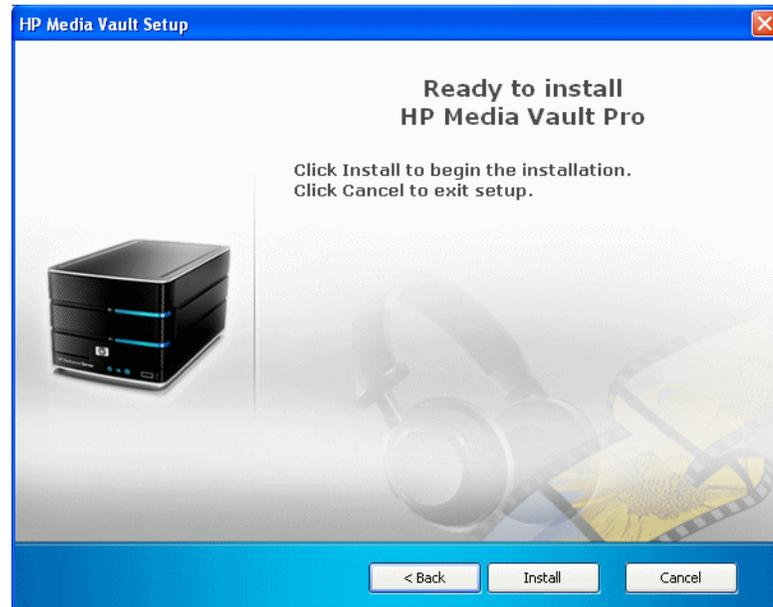 HP Media Vault Setup
Ready to install
HP Media Vault Pro
Click Install to begin the installation.
Click Cancel to exit setup.
hp
< Back
Install
Cancel